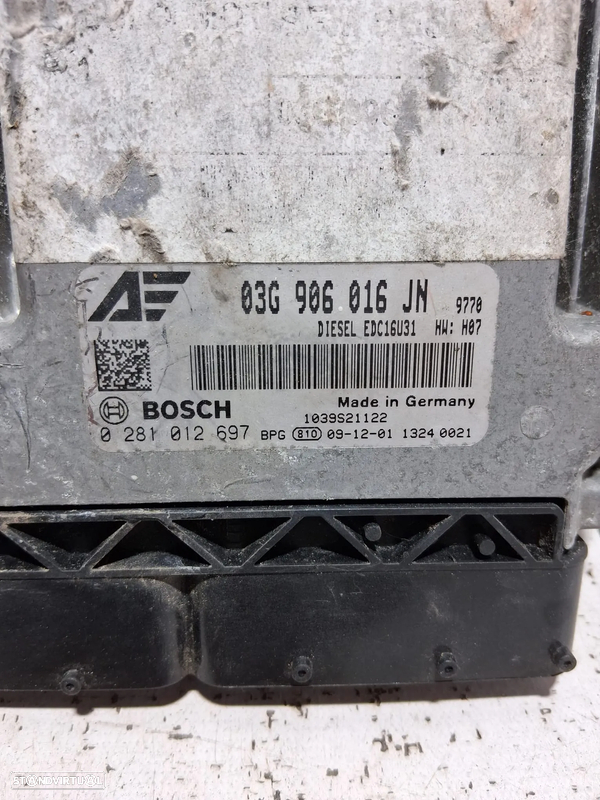 AE
03G 906 016 JN 9770
DIESEL EDC16U31 HW: H07
BOSCH
Made in Germany
1039S21122
0 281 012 697 BPG 810 09-12-01 1324 0021
STANDVIRTUAL